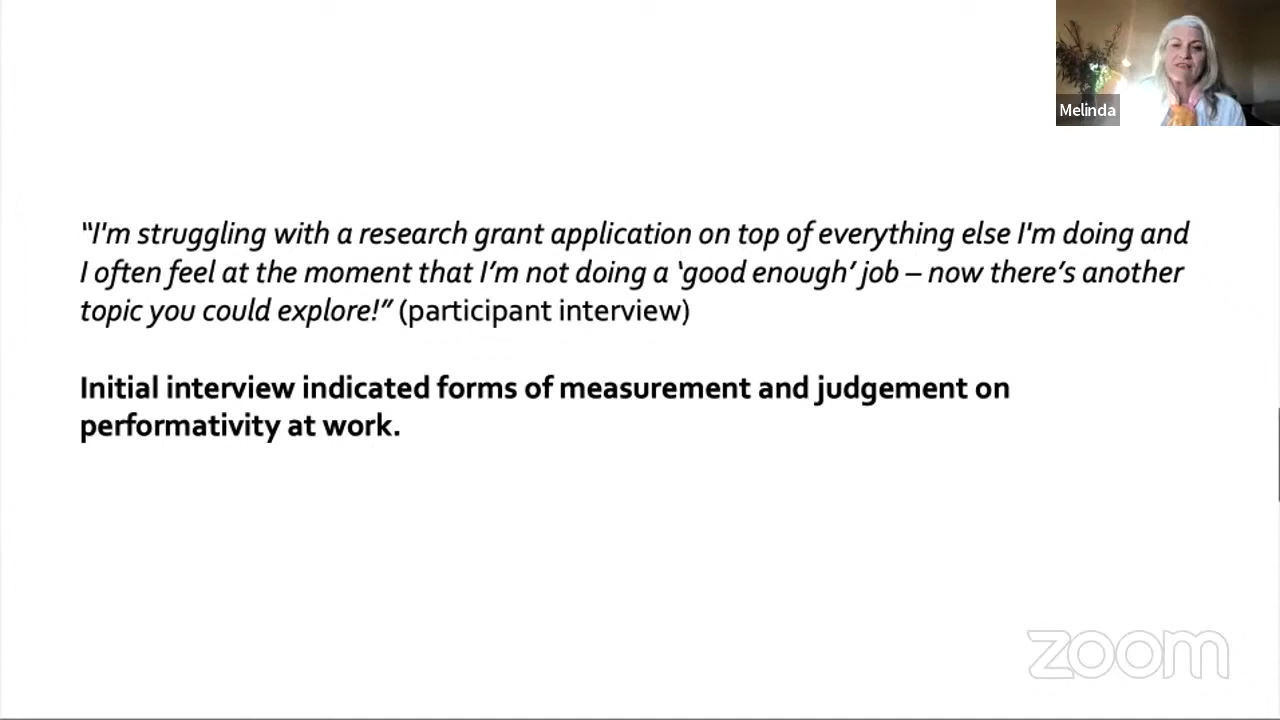 Melinda
“I'm struggling with a research grant application on top of everything else I'm doing and
I often feel at the moment that I’m not doing a ‘good enough’ job – now there’s another
topic you could explore!” (participant interview)
Initial interview indicated forms of measurement and judgement on
performativity at work.
zoom